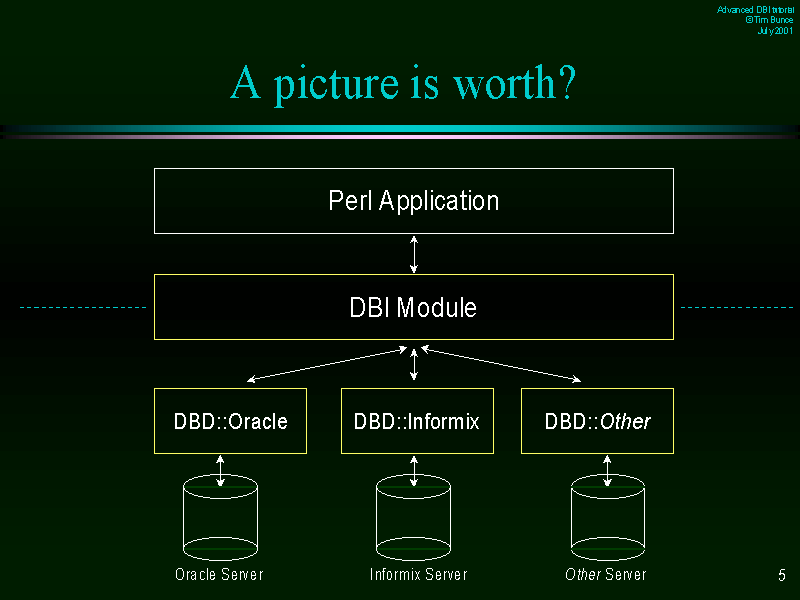 Advanced DBI tutorial
© Tim Bunce
July 2001
A picture is worth?
Perl Application
DBI Module
DBD::Oracle
DBD::Informix
DBD::Other
Oracle Server
Informix Server
Other Server
5